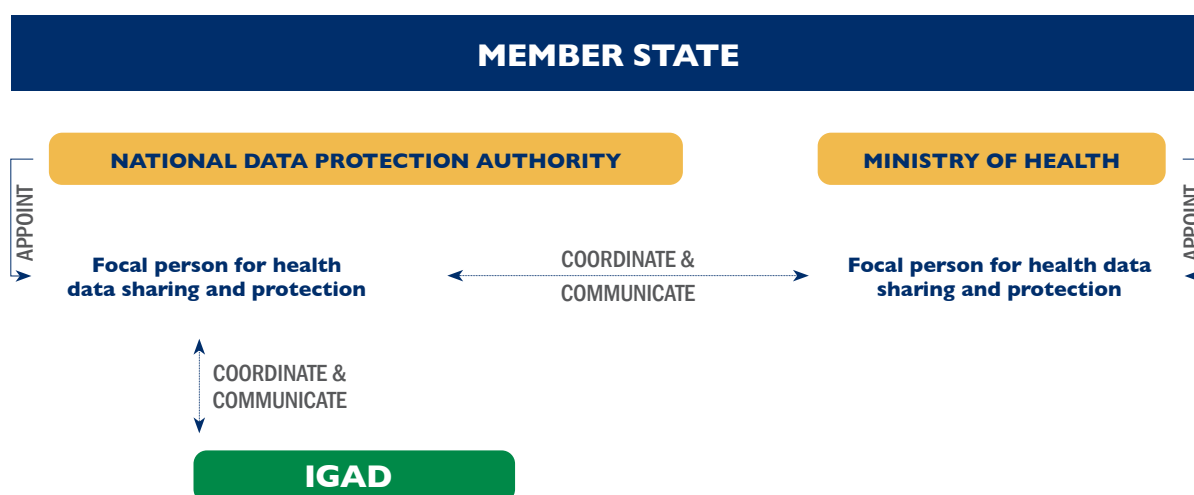 MEMBER STATE
NATIONAL DATA PROTECTION AUTHORITY
MINISTRY OF HEALTH
APPOINT
APPOINT
Focal person for health
data sharing and protection
COORDINATE &
COMMUNICATE
Focal person for health data
sharing and protection
COORDINATE &
COMMUNICATE
IGAD